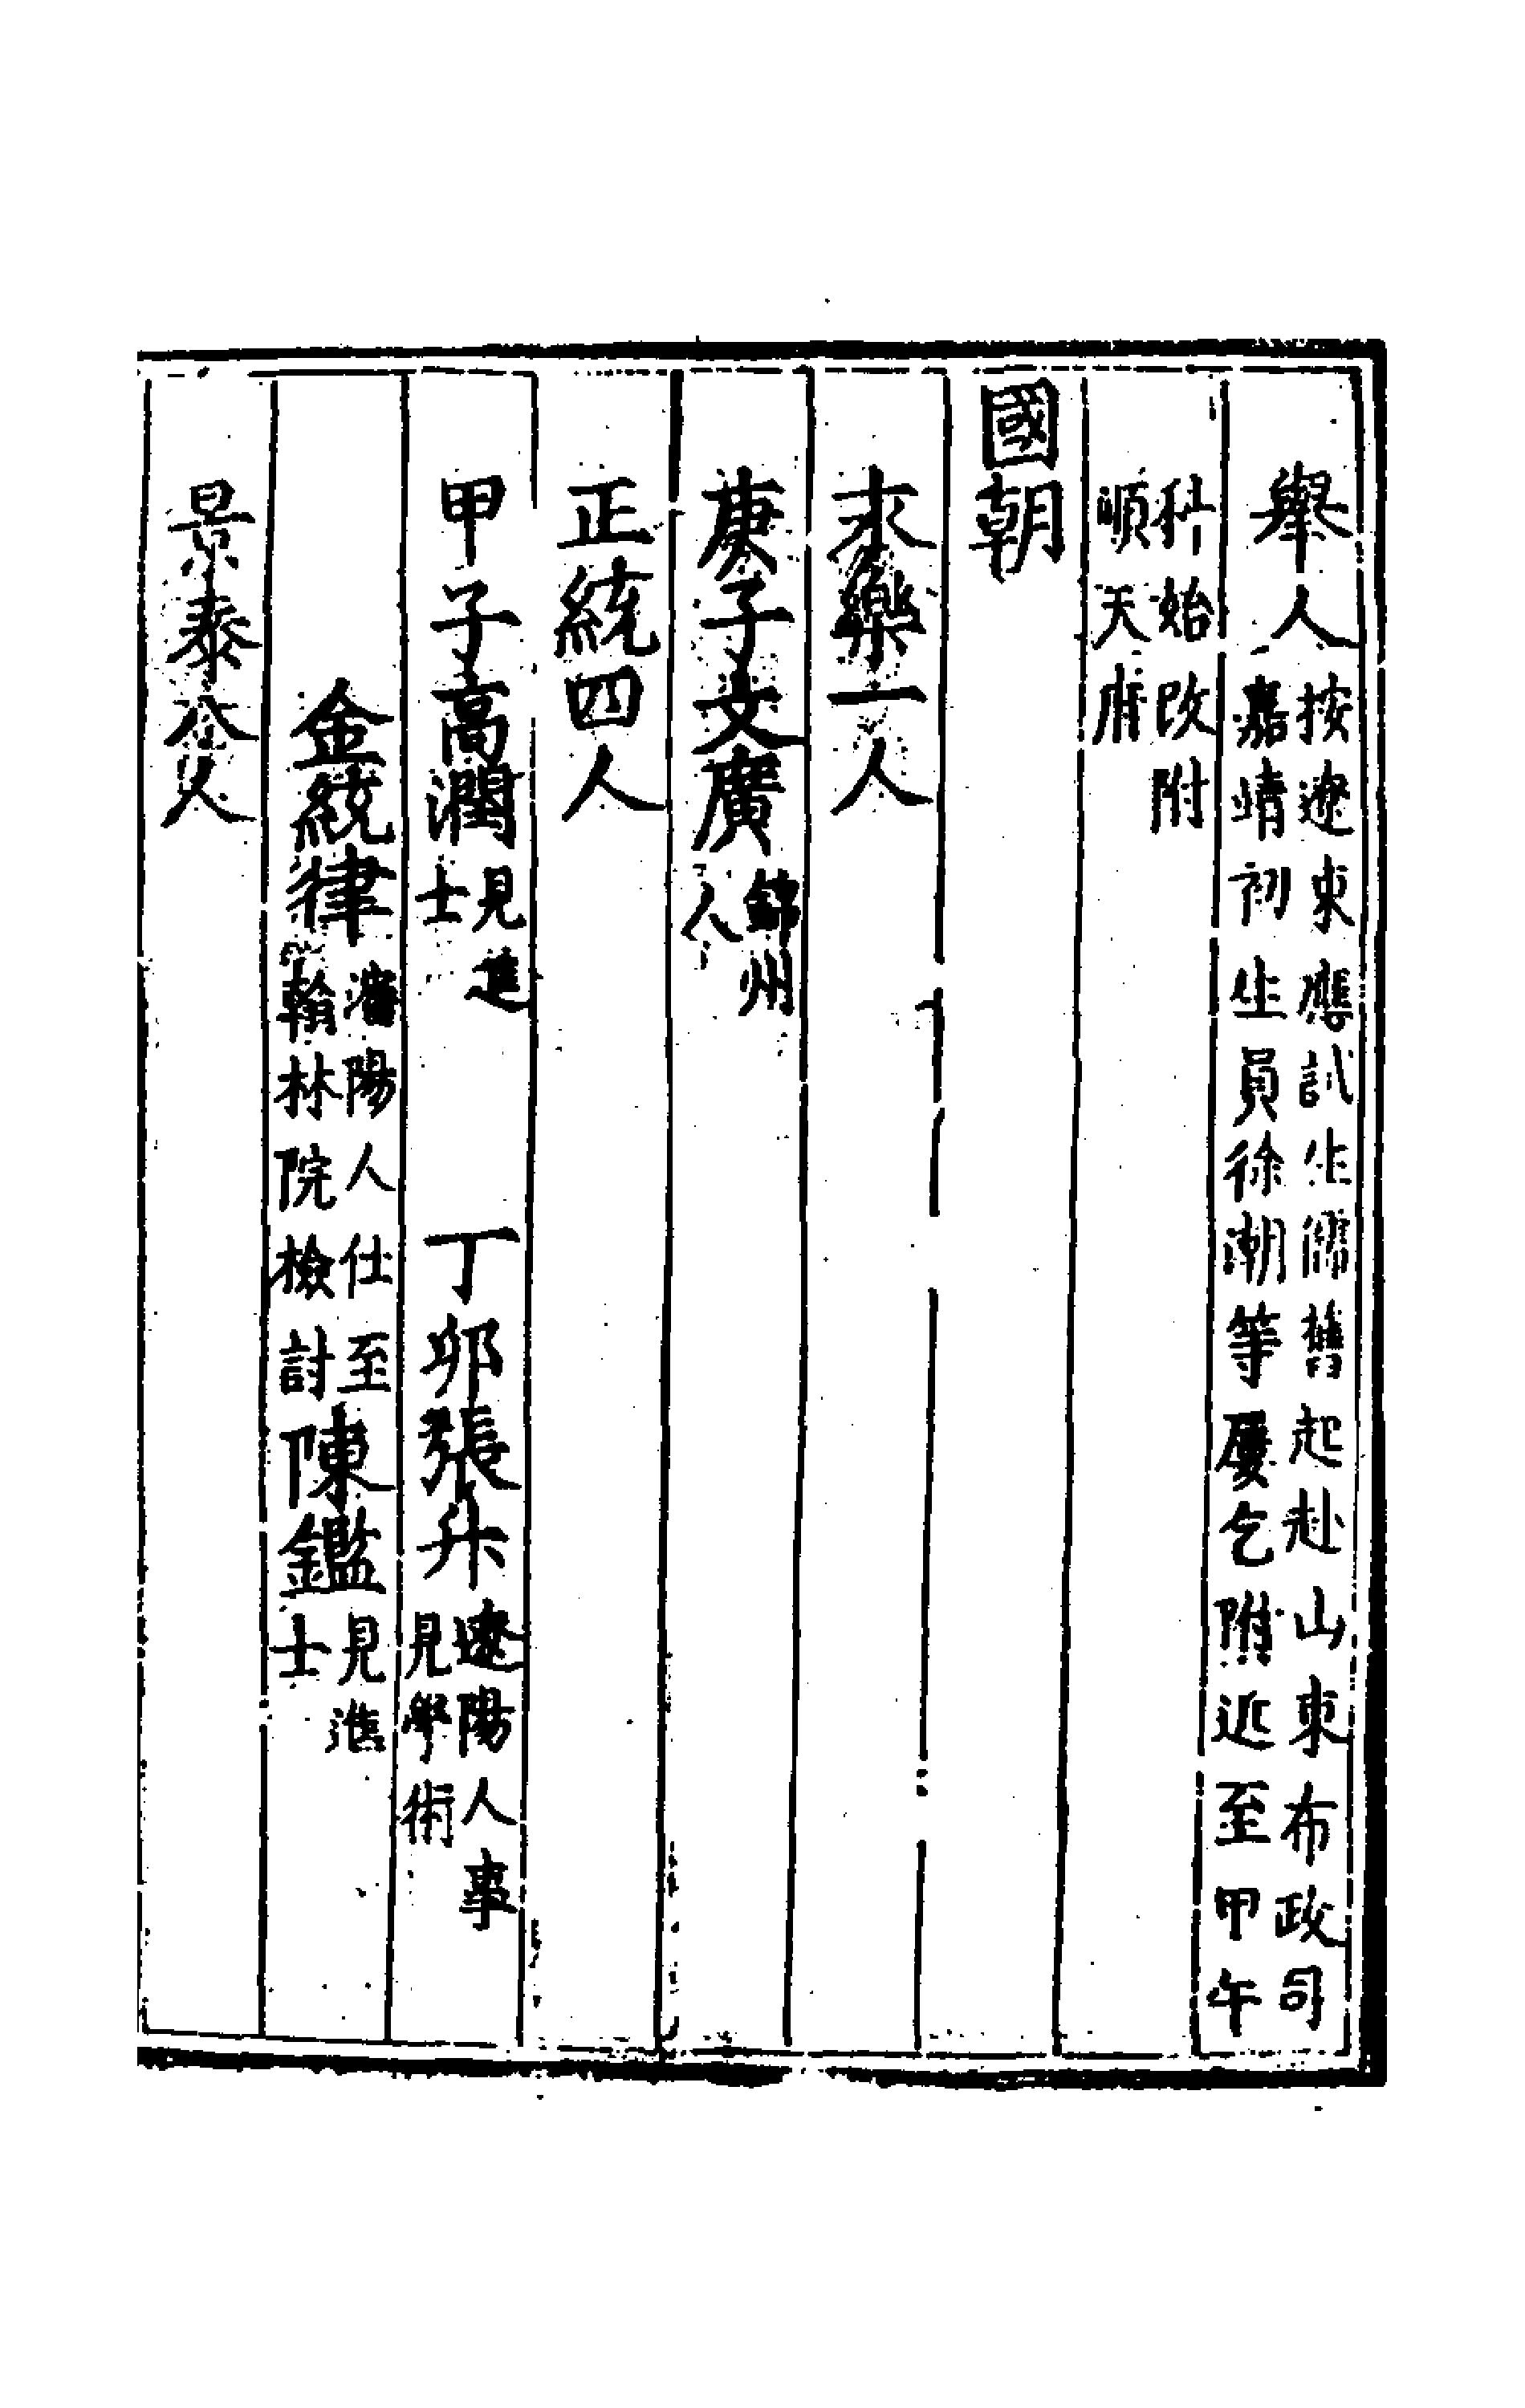 舉人按遼東應試生儒舊起赴山東布政司嘉靖初生員徐潮等屢乞附近至甲午
科始改附順天府
國朝
永樂一人
庚子文廣錦州人
正統四人
甲子高潤見進士 丁卯張升遼陽人事見學術
金統律瀋陽人仕至翰林院檢討陳鑑見進士
景泰人